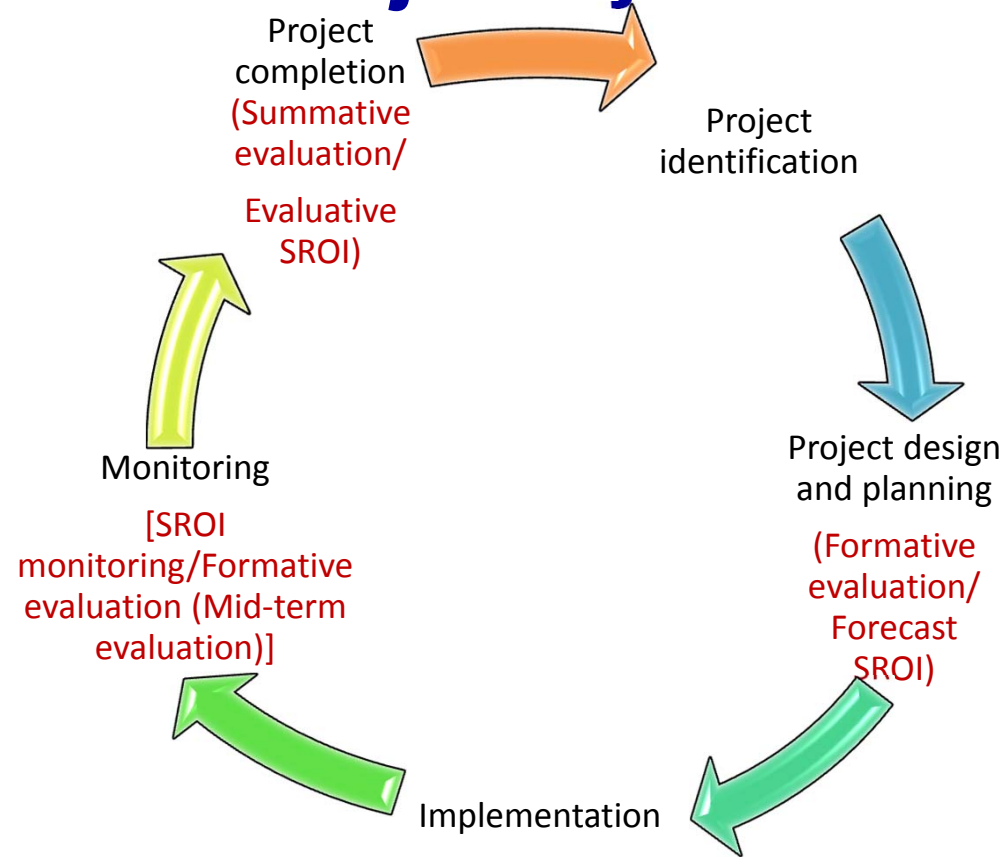 Project
completion
(Summative
evaluation/
Evaluative
SROI)
Project
identification
Project design
and planning
(Formative
evaluation/
Forecast
SROI)
Implementation
Monitoring
[SROI
monitoring/Formative
evaluation (Mid-term
evaluation)]